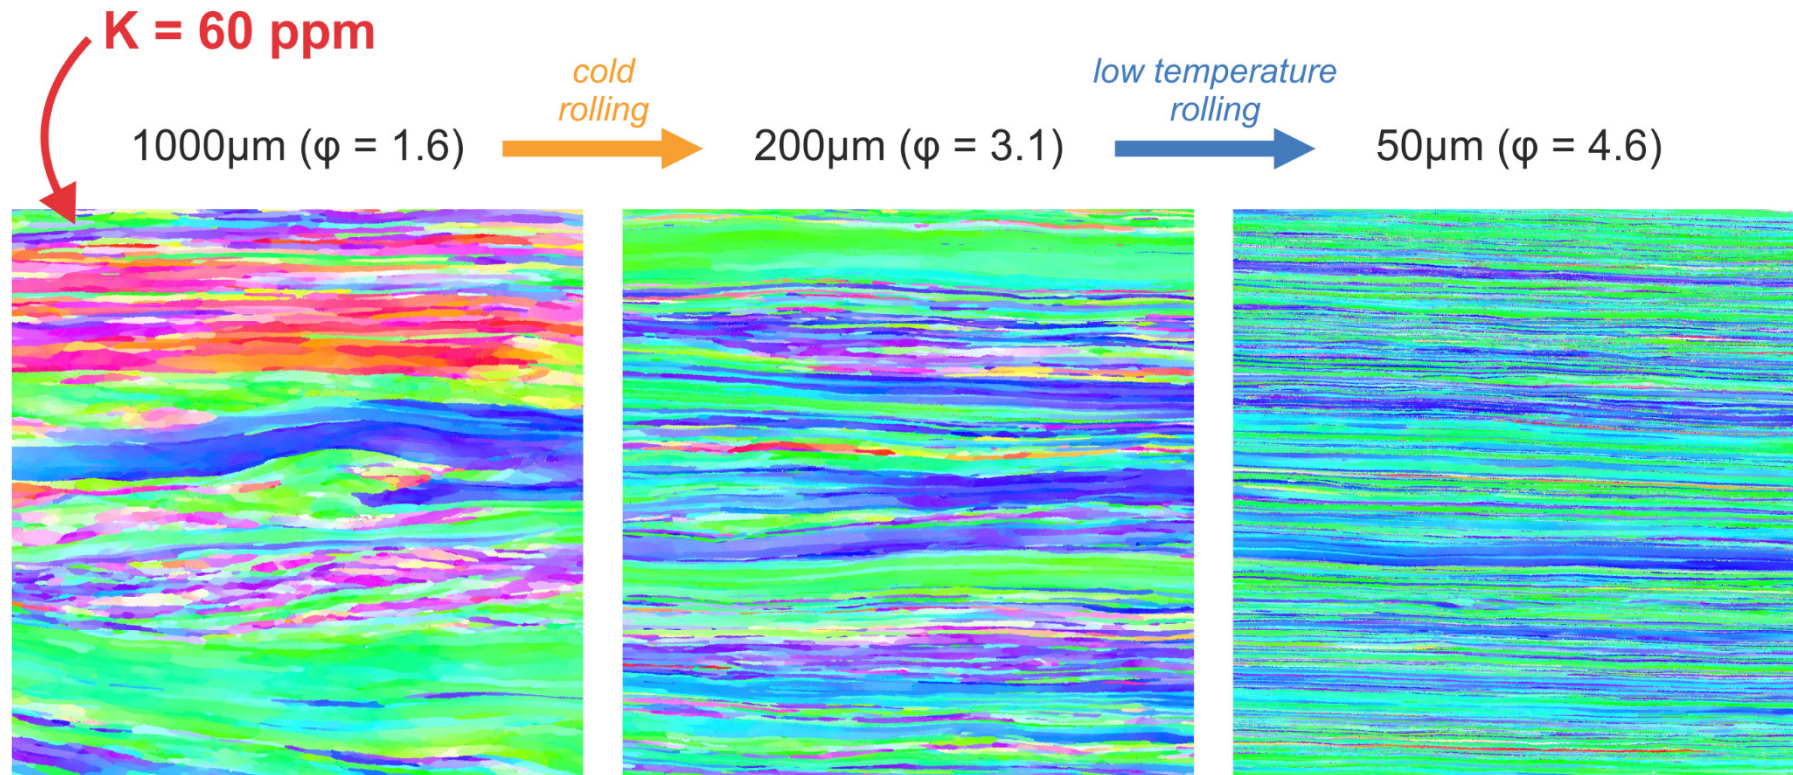 K = 60 ppm
cold
rolling
low temperature
rolling
1000µm (φ = 1.6)
200µm (φ = 3.1)
50µm (φ = 4.6)